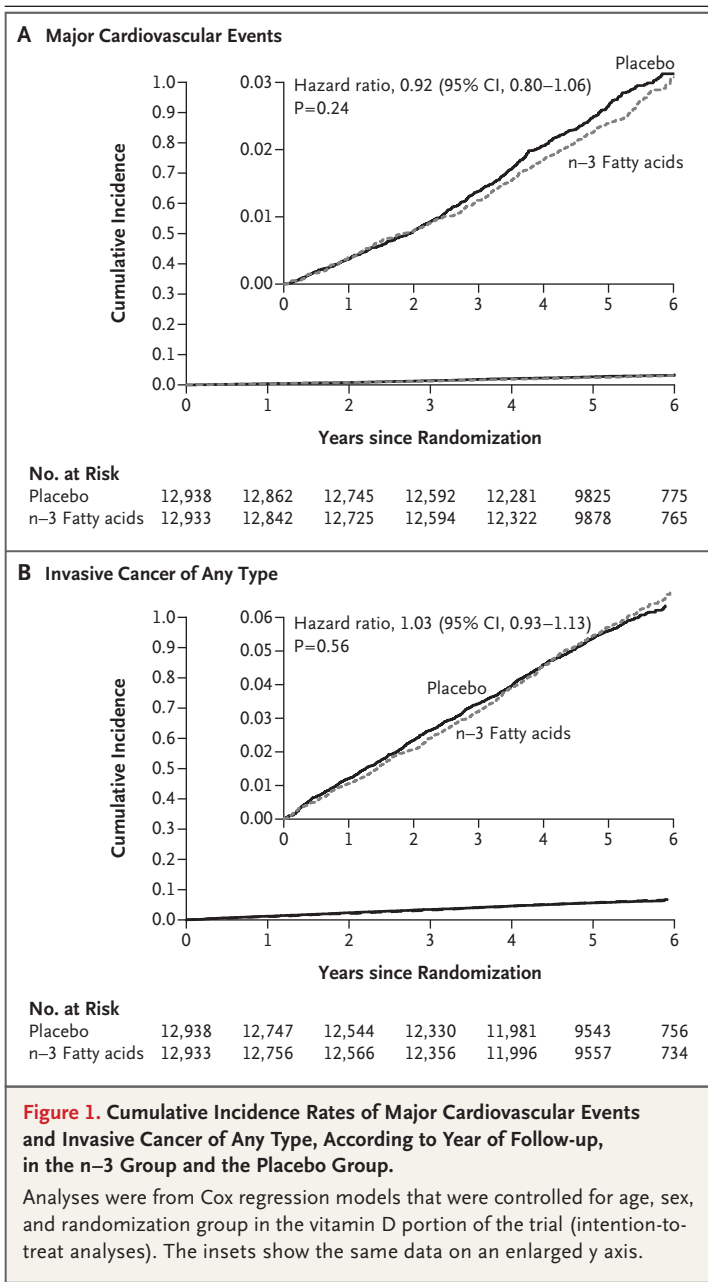 A Major Cardiovascular Events
Cumulative Incidence
1.0
0.9
0.8
0.7
0.6
0.5
0.4
0.3
0.2
0.1
0.0
0 1 2 3 4 5 6
0.03
0.02
0.01
0.00
0 1 2 3 4 5 6
Hazard ratio, 0.92 (95% CI, 0.80–1.06)
P=0.24
Placebo
n–3 Fatty acids
Years since Randomization
No. at Risk
Placebo 12,938 12,862 12,745 12,592 12,281 9825 775
n–3 Fatty acids 12,933 12,842 12,725 12,594 12,322 9878 765
B Invasive Cancer of Any Type
Cumulative Incidence
1.0
0.9
0.8
0.7
0.6
0.5
0.4
0.3
0.2
0.1
0.0
0 1 2 3 4 5 6
0.06
0.05
0.04
0.03
0.02
0.01
0.00
0 1 2 3 4 5 6
Hazard ratio, 1.03 (95% CI, 0.93–1.13)
P=0.56
Placebo
n–3 Fatty acids
Years since Randomization
No. at Risk
Placebo 12,938 12,747 12,544 12,330 11,981 9543 756
n–3 Fatty acids 12,933 12,756 12,566 12,356 11,996 9557 734
Figure 1. Cumulative Incidence Rates of Major Cardiovascular Events
and Invasive Cancer of Any Type, According to Year of Follow-up,
in the n–3 Group and the Placebo Group.
Analyses were from Cox regression models that were controlled for age, sex,
and randomization group in the vitamin D portion of the trial (intention-to-
treat analyses). The insets show the same data on an enlarged y axis.